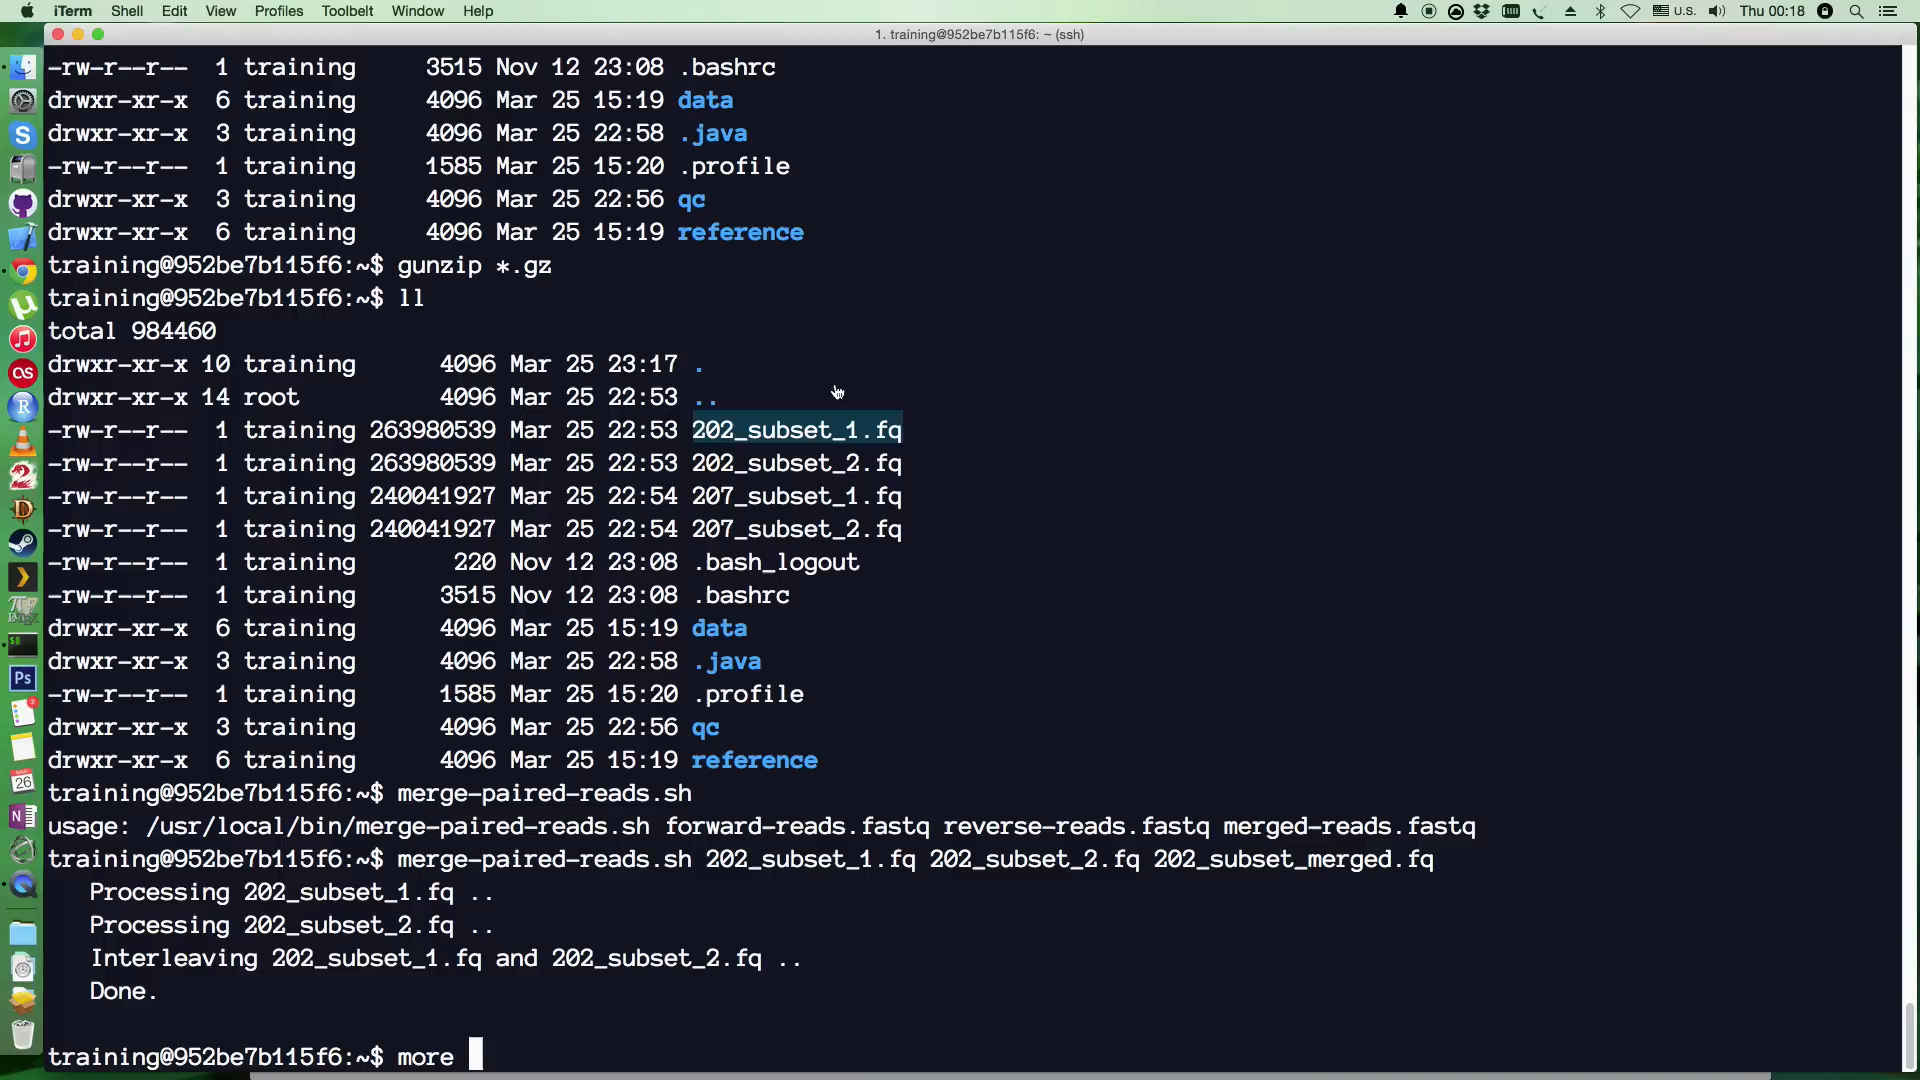 iTerm Shell Edit View Profiles Toolbelt Window Help U.S. Thu 00:18
1. training@952be7b115f6: ~ (ssh)
-rw-r--r-- 1 training 3515 Nov 12 23:08 .bashrc
drwxr-xr-x 6 training 4096 Mar 25 15:19 data
drwxr-xr-x 3 training 4096 Mar 25 22:58 .java
-rw-r--r-- 1 training 1585 Mar 25 15:20 .profile
drwxr-xr-x 3 training 4096 Mar 25 22:56 qc
drwxr-xr-x 6 training 4096 Mar 25 15:19 reference
training@952be7b115f6:~$ gunzip *.gz
training@952be7b115f6:~$ ll
total 984460
drwxr-xr-x 10 training 4096 Mar 25 23:17 .
drwxr-xr-x 14 root 4096 Mar 25 22:53 ..
-rw-r--r-- 1 training 263980539 Mar 25 22:53 202_subset_1.fq
-rw-r--r-- 1 training 263980539 Mar 25 22:53 202_subset_2.fq
-rw-r--r-- 1 training 240041927 Mar 25 22:54 207_subset_1.fq
-rw-r--r-- 1 training 240041927 Mar 25 22:54 207_subset_2.fq
-rw-r--r-- 1 training 220 Nov 12 23:08 .bash_logout
-rw-r--r-- 1 training 3515 Nov 12 23:08 .bashrc
drwxr-xr-x 6 training 4096 Mar 25 15:19 data
drwxr-xr-x 3 training 4096 Mar 25 22:58 .java
-rw-r--r-- 1 training 1585 Mar 25 15:20 .profile
drwxr-xr-x 3 training 4096 Mar 25 22:56 qc
drwxr-xr-x 6 training 4096 Mar 25 15:19 reference
training@952be7b115f6:~$ merge-paired-reads.sh
usage: /usr/local/bin/merge-paired-reads.sh forward-reads.fastq reverse-reads.fastq merged-reads.fastq
training@952be7b115f6:~$ merge-paired-reads.sh 202_subset_1.fq 202_subset_2.fq 202_subset_merged.fq
Processing 202_subset_1.fq ..
Processing 202_subset_2.fq ..
Interleaving 202_subset_1.fq and 202_subset_2.fq ..
Done.
training@952be7b115f6:~$ more